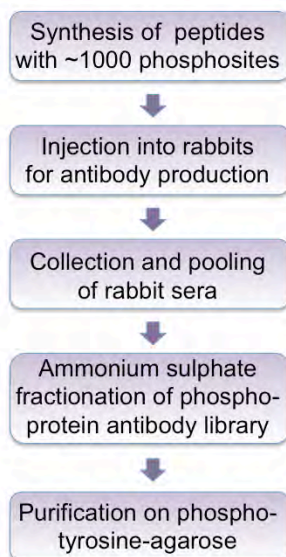 Synthesis of peptides
with ~1000 phosphosites
Injection into rabbits
for antibody production
Collection and pooling
of rabbit sera
Ammonium sulphate
fractionation of phospho-
protein antibody library
Purification on phospho-
tyrosine-agarose